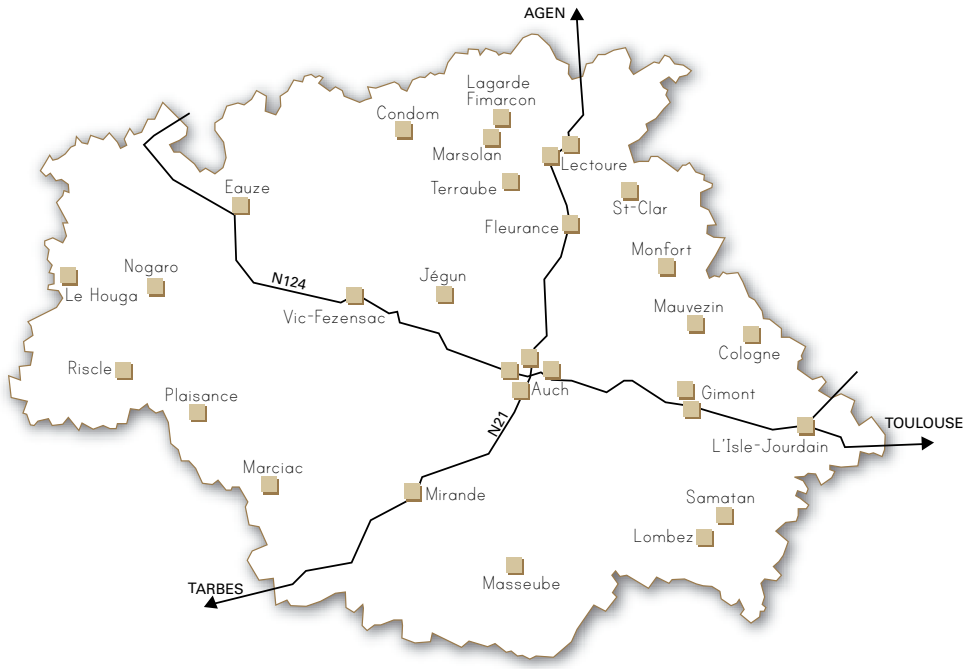 AGEN
Lagarde
Fimarcon
Condom
Marsolan
Lectoure
Terraube
Eauze
St-Clar
Fleurance
Monfort
Nogaro
Jégun
N124
Le Houga
Vic-Fezensac
Mauvezin
Cologne
Riscle
Auch
Gimont
Plaisance
N21
TOULOUSE
L'Isle-Jourdain
Marciac
Mirande
Samatan
Lombez
Masseube
TARBES